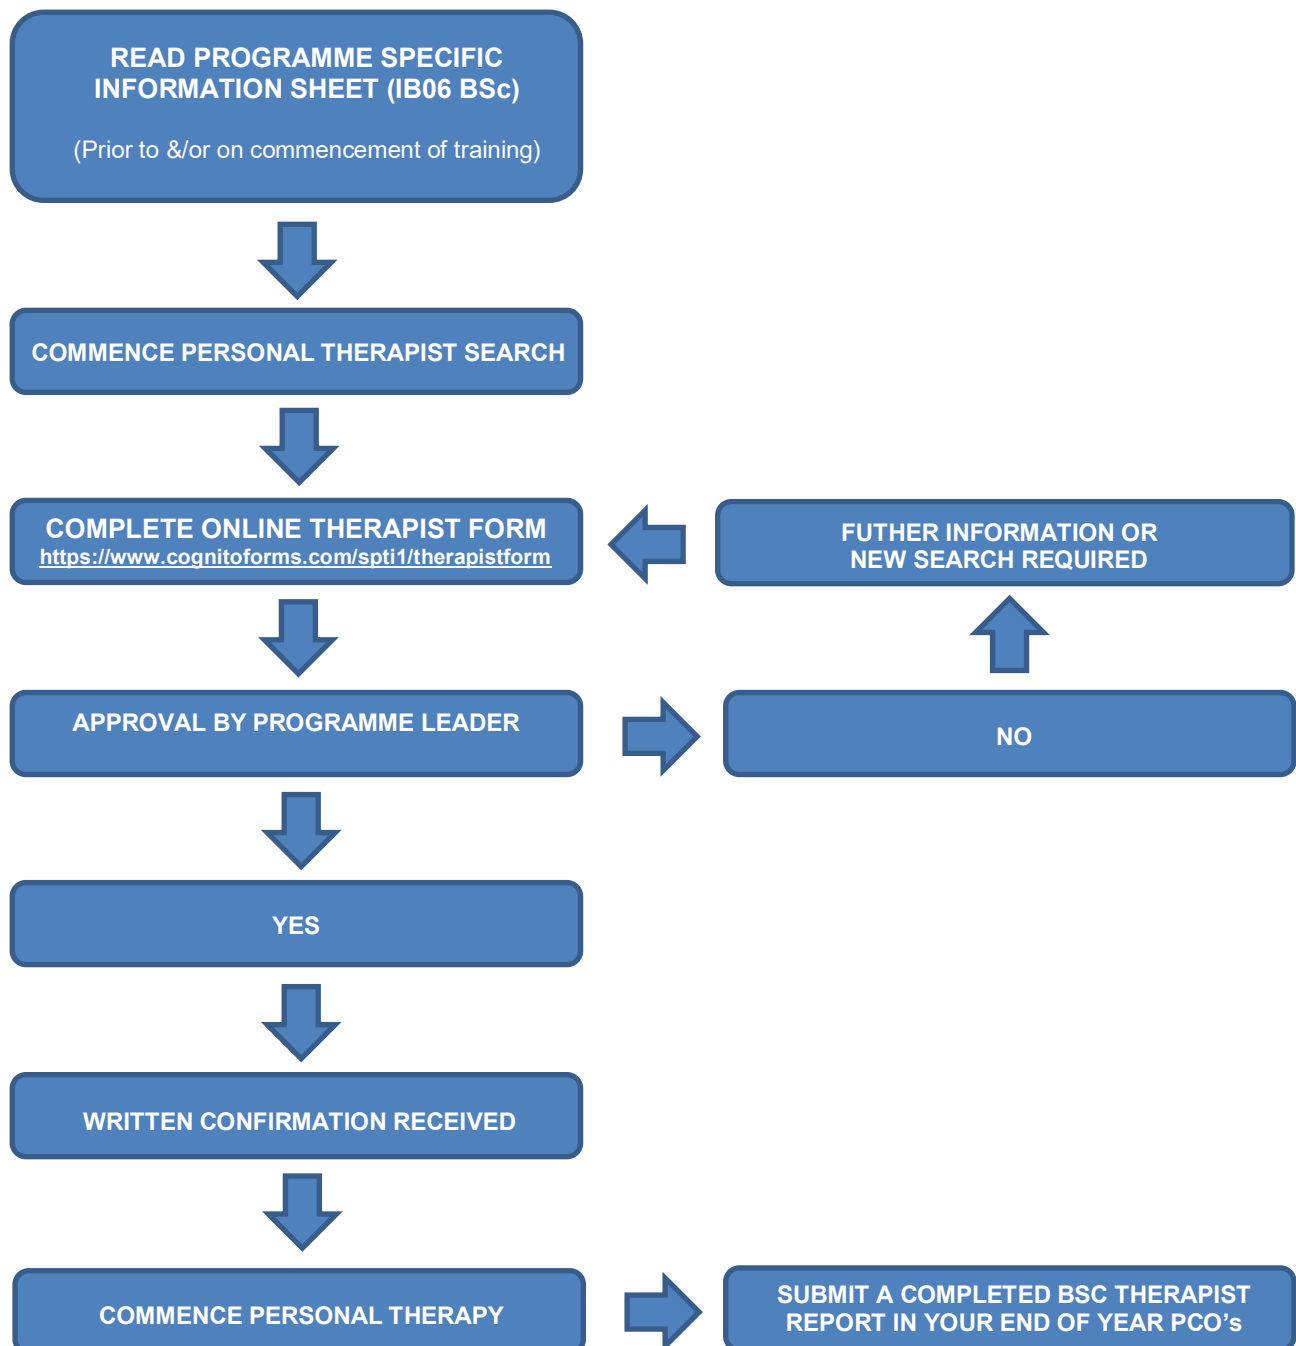 READ PROGRAMME SPECIFIC
INFORMATION SHEET (IB06 BSc)
(Prior to &/or on commencement of training)
COMMENCE PERSONAL THERAPIST SEARCH
COMPLETE ONLINE THERAPIST FORM
https://www.cognitoforms.com/spti1/therapistform
FUTHER INFORMATION OR
NEW SEARCH REQUIRED
APPROVAL BY PROGRAMME LEADER
NO
YES
WRITTEN CONFIRMATION RECEIVED
COMMENCE PERSONAL THERAPY
SUBMIT A COMPLETED BSC THERAPIST
REPORT IN YOUR END OF YEAR PCO's